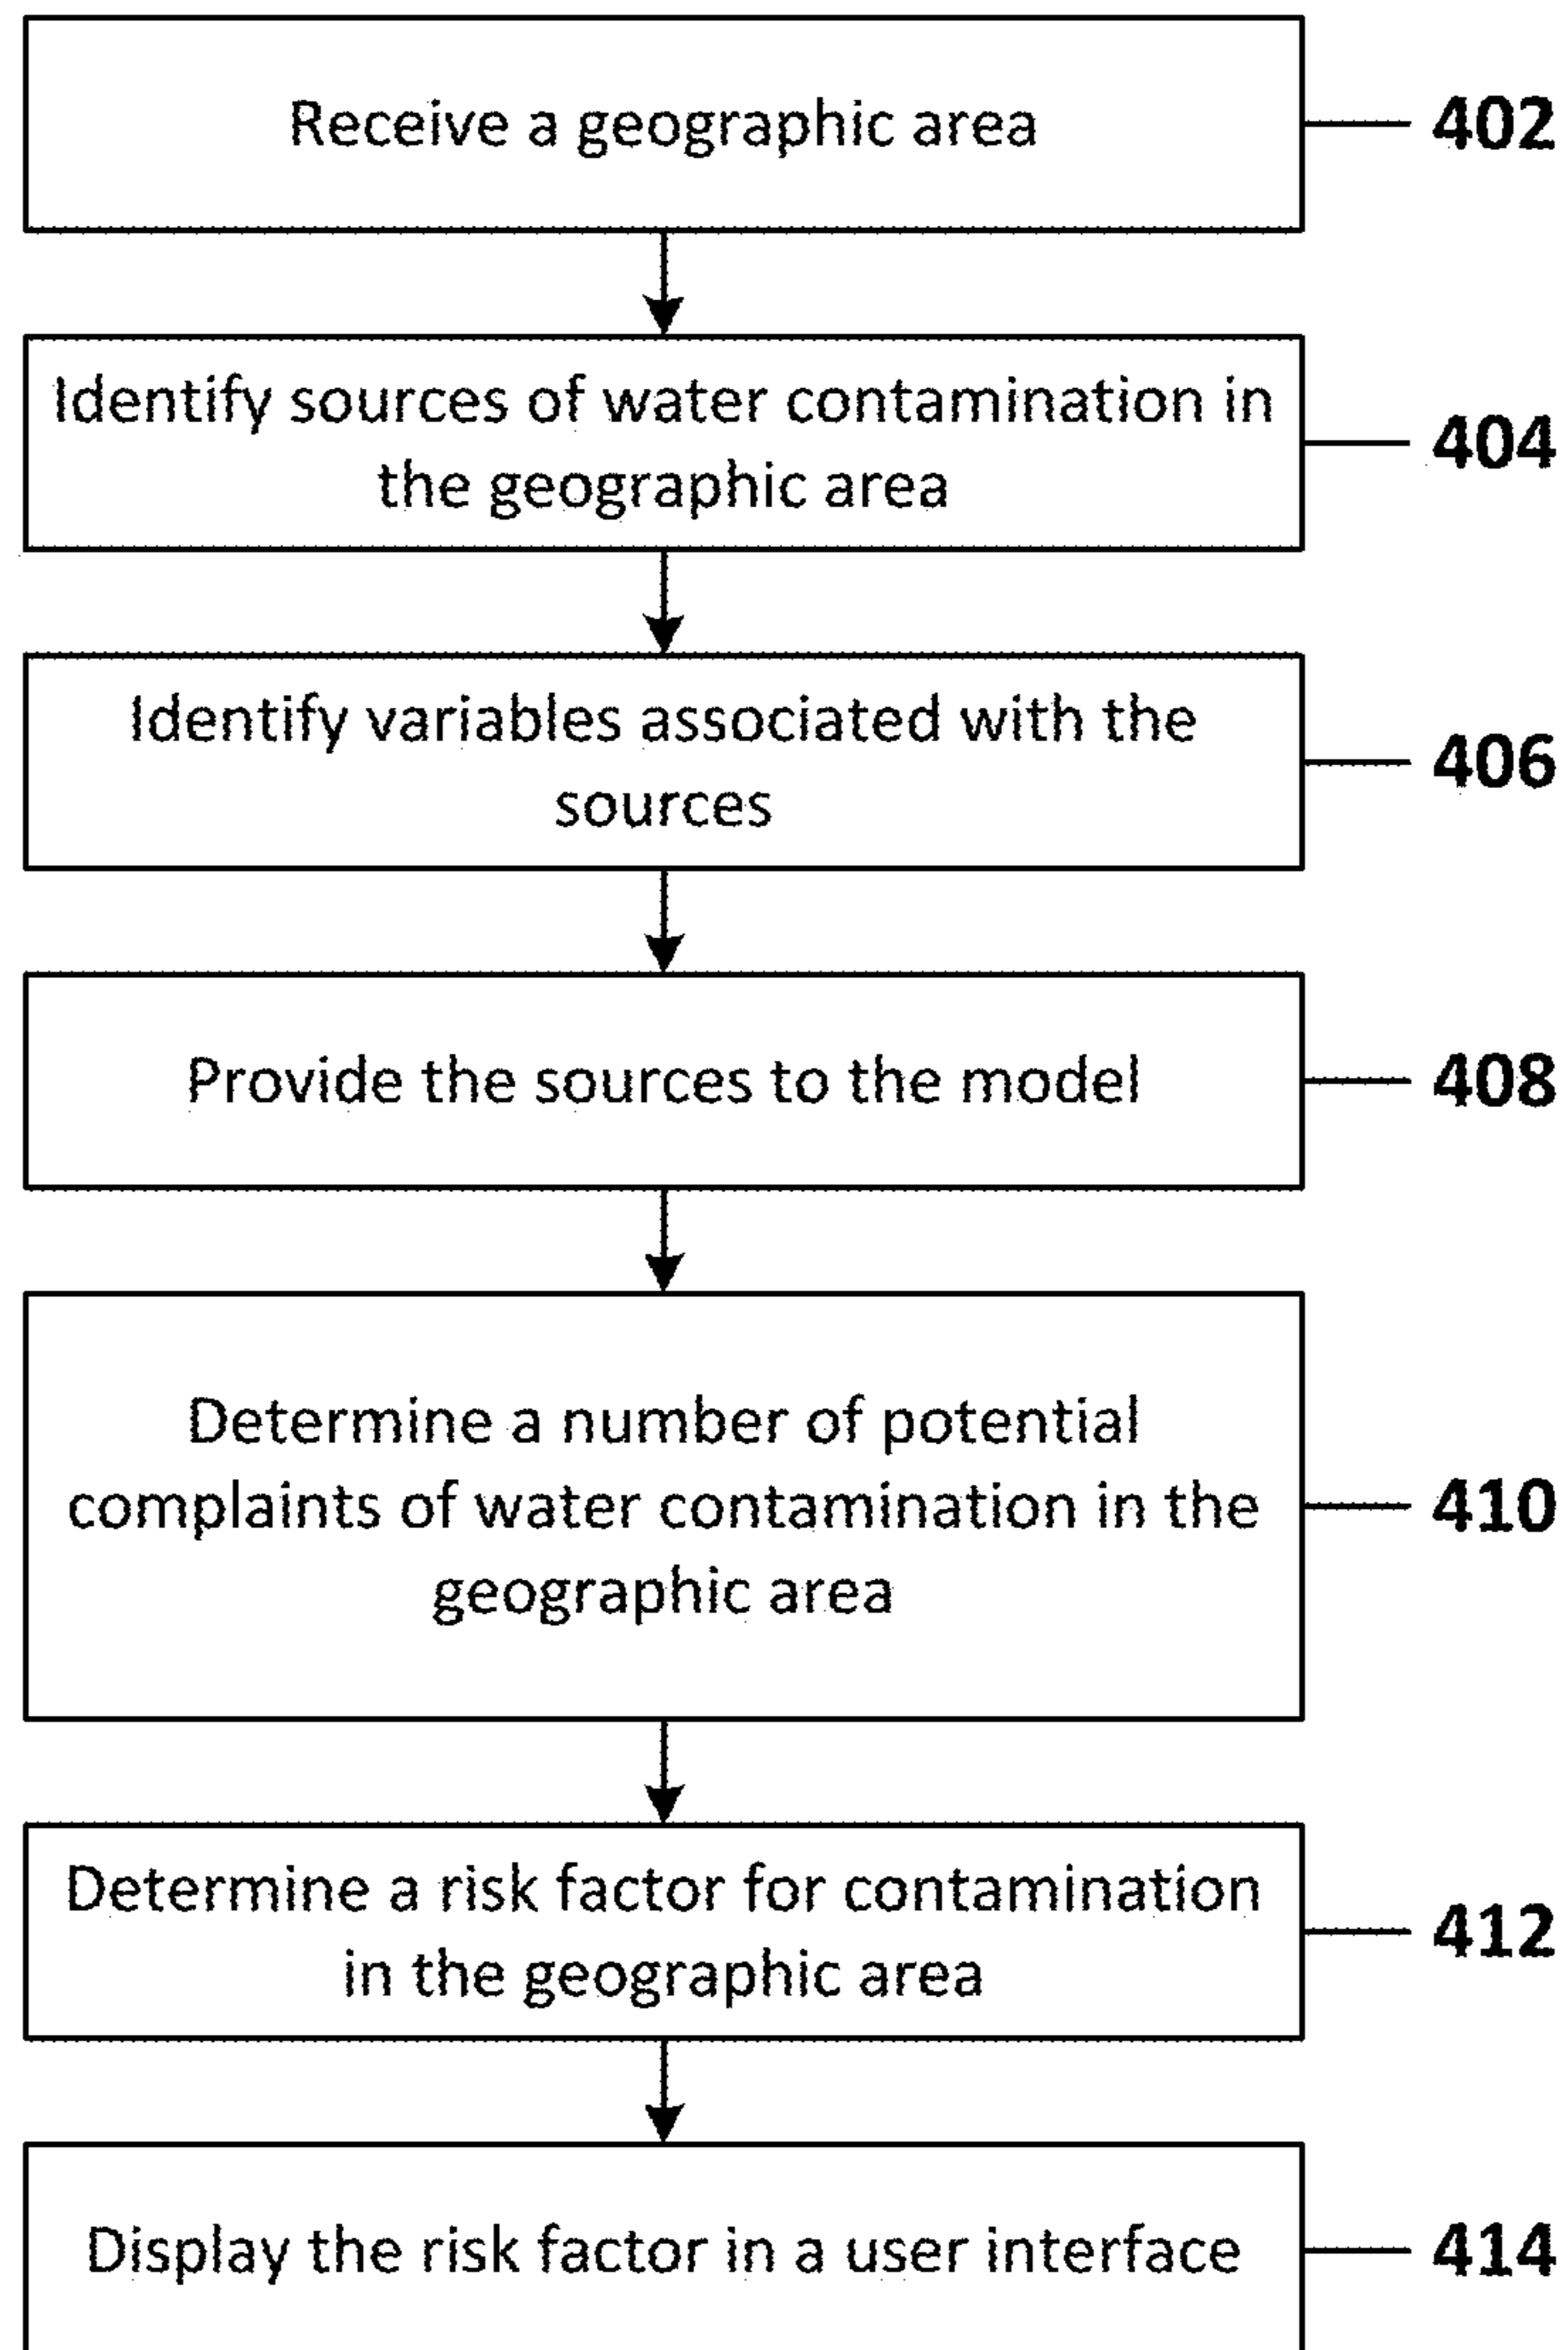 Receive a geographic area
402
Identify sources of water contamination in
the geographic area
404
Identify variables associated with the
sources
406
Provide the sources to the model
408
Determine a number of potential
complaints of water contamination in the
geographic area
410
Determine a risk factor for contamination
in the geographic area
412
Display the risk factor in a user interface
414